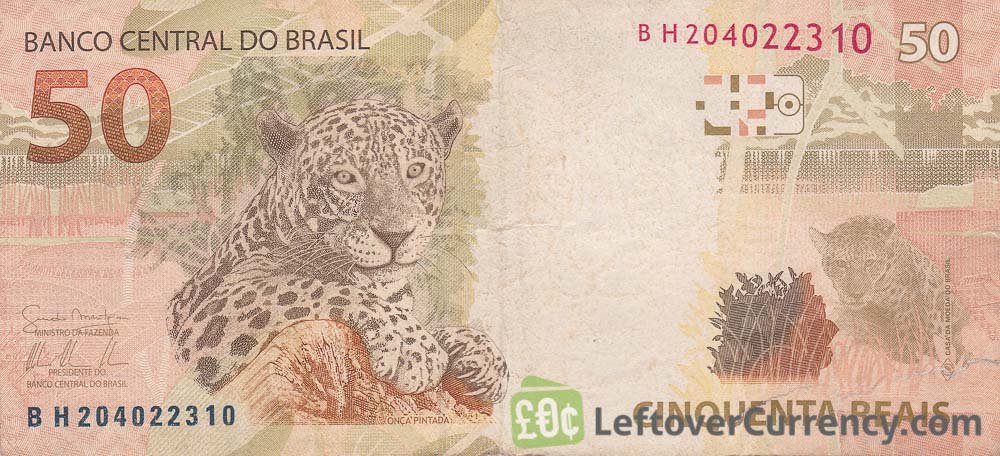 BANCO CENTRAL DO BRASIL
50
B H 204022310
50
MINISTRO DA FAZENDA
PRESIDENTE DO
BANCO CENTRAL DO BRASIL
B H 204022310
ONÇA PINTADA
CASA DA MOEDA DO BRASIL
CINQUENTA REAIS
£0¢ LeftoverCurrency.com